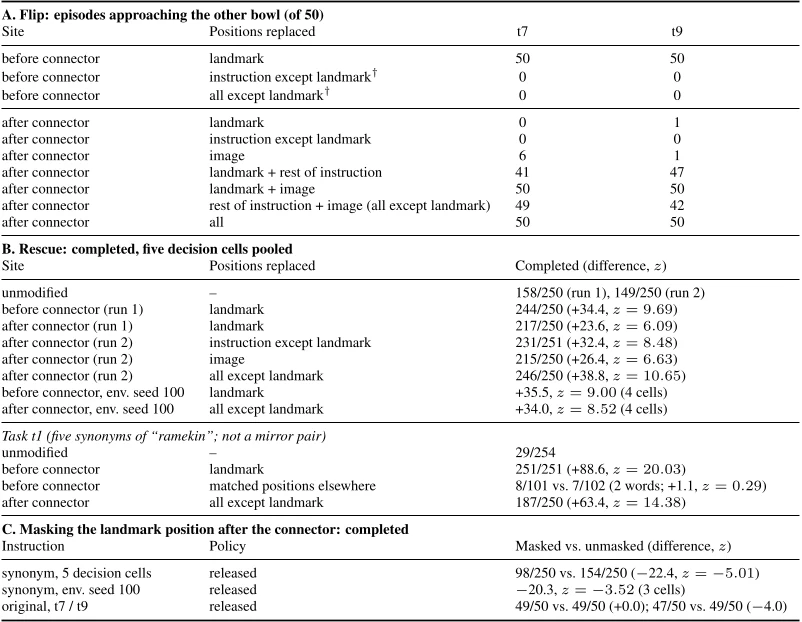 A. Flip: episodes approaching the other bowl (of 50)
Site Positions replaced t7 t9
before connector landmark 50 50
before connector instruction except landmark† 0 0
before connector all except landmark† 0 0
after connector landmark 0 1
after connector instruction except landmark 0 0
after connector image 6 1
after connector landmark + rest of instruction 41 47
after connector landmark + image 50 50
after connector rest of instruction + image (all except landmark) 49 42
after connector all 50 50
B. Rescue: completed, five decision cells pooled
Site Positions replaced Completed (difference, z)
unmodified – 158/250 (run 1), 149/250 (run 2)
before connector (run 1) landmark 244/250 (+34.4, z = 9.69)
after connector (run 1) landmark 217/250 (+23.6, z = 6.09)
after connector (run 2) instruction except landmark 231/251 (+32.4, z = 8.48)
after connector (run 2) image 215/250 (+26.4, z = 6.63)
after connector (run 2) all except landmark 246/250 (+38.8, z = 10.65)
before connector, env. seed 100 landmark +35.5, z = 9.00 (4 cells)
after connector, env. seed 100 all except landmark +34.0, z = 8.52 (4 cells)
Task t1 (five synonyms of “ramekin”; not a mirror pair)
unmodified – 29/254
before connector landmark 251/251 (+88.6, z = 20.03)
before connector matched positions elsewhere 8/101 vs. 7/102 (2 words; +1.1, z = 0.29)
after connector all except landmark 187/250 (+63.4, z = 14.38)
C. Masking the landmark position after the connector: completed
Instruction Policy Masked vs. unmasked (difference, z)
synonym, 5 decision cells released 98/250 vs. 154/250 (−22.4, z = −5.01)
synonym, env. seed 100 released −20.3, z = −3.52 (3 cells)
original, t7 / t9 released 49/50 vs. 49/50 (+0.0); 47/50 vs. 49/50 (−4.0)